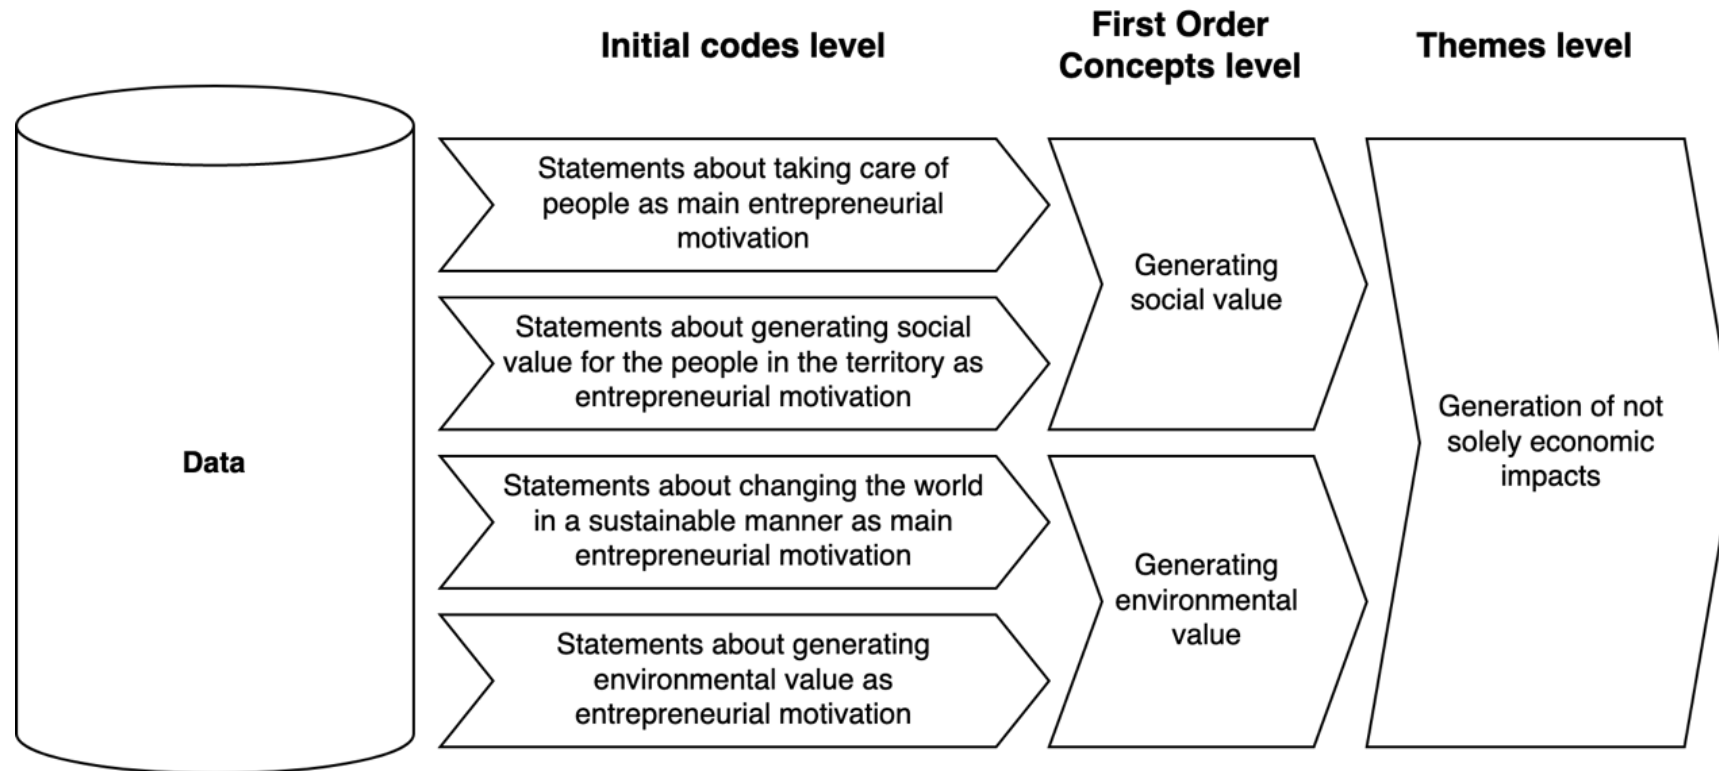 Initial codes level
First Order
Concepts level
Themes level
Data
Statements about taking care of
people as main entrepreneurial
motivation
Statements about generating social
value for the people in the territory as
entrepreneurial motivation
Statements about changing the world
in a sustainable manner as main
entrepreneurial motivation
Statements about generating
environmental value as
entrepreneurial motivation
Generating
social value
Generating
environmental
value
Generation of not
solely economic
impacts